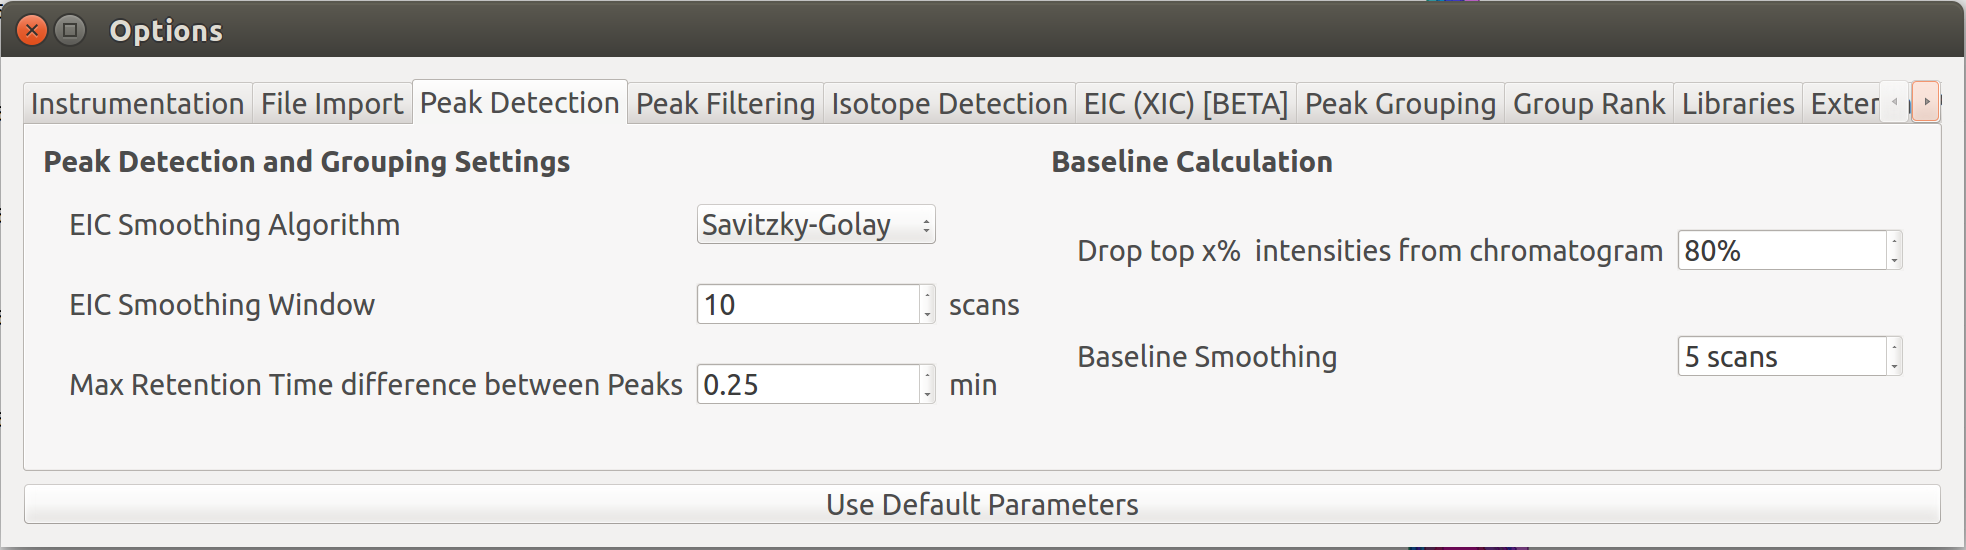 Options
Instrumentation File Import Peak Detection Peak Filtering Isotope Detection EIC (XIC) [BETA] Peak Grouping Group Rank Libraries
Peak Detection and Grouping Settings
EIC Smoothing Algorithm Savitzky-Golay
EIC Smoothing Window 10 scans
Max Retention Time difference between Peaks 0.25 min
Baseline Calculation
Drop top x% intensities from chromatogram 80%
Baseline Smoothing 5 scans
Use Default Parameters